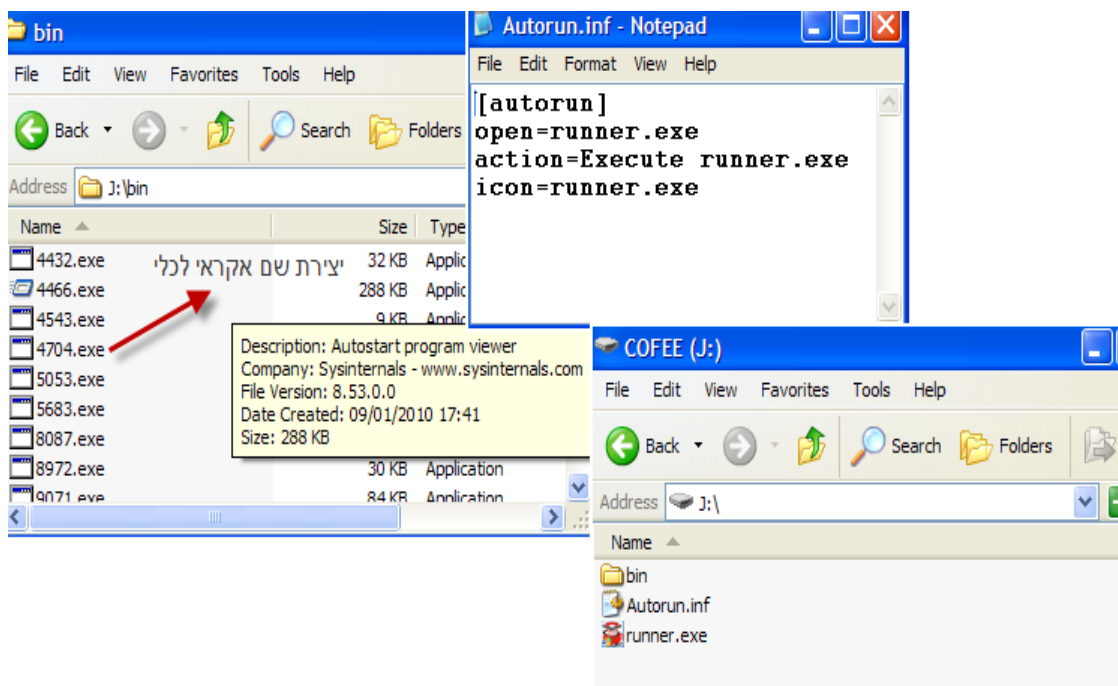 bin
File Edit View Favorites Tools Help
Back Search Folders
Address J:\bin
Name Size Type
4432.exe 32 KB Applic
יצירת שם אקראי לכלי
4466.exe 288 KB Applic
4543.exe 9 KB Applic
4704.exe
5053.exe
5683.exe
8087.exe
8972.exe 30 KB Application
9071.exe 84 KB Application
Description: Autostart program viewer
Company: Sysinternals - www.sysinternals.com
File Version: 8.53.0.0
Date Created: 09/01/2010 17:41
Size: 288 KB
Autorun.inf - Notepad
File Edit Format View Help
[autorun]
open=runner.exe
action=Execute runner.exe
icon=runner.exe
COFEE (J:)
File Edit View Favorites Tools Help
Back Search Folders
Address J:\
Name
bin
Autorun.inf
runner.exe